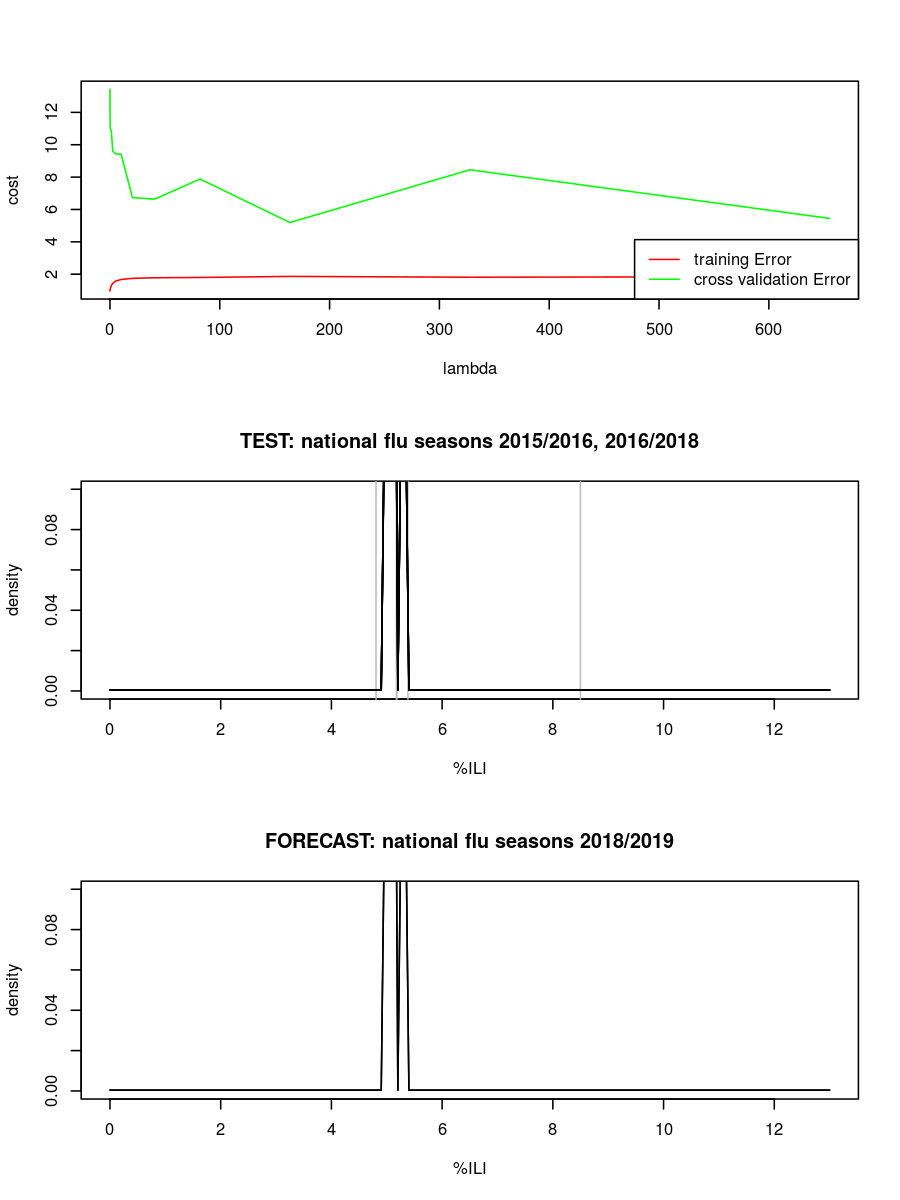 cost
12
10
8
6
4
2
training Error
cross validation Error
0 100 200 300 400 500 600
lambda
TEST: national flu seasons 2015/2016, 2016/2018
density
0.08
0.04
0.00
0 2 4 6 8 10 12
%ILI
FORECAST: national flu seasons 2018/2019
density
0.08
0.04
0.00
0 2 4 6 8 10 12
%ILI